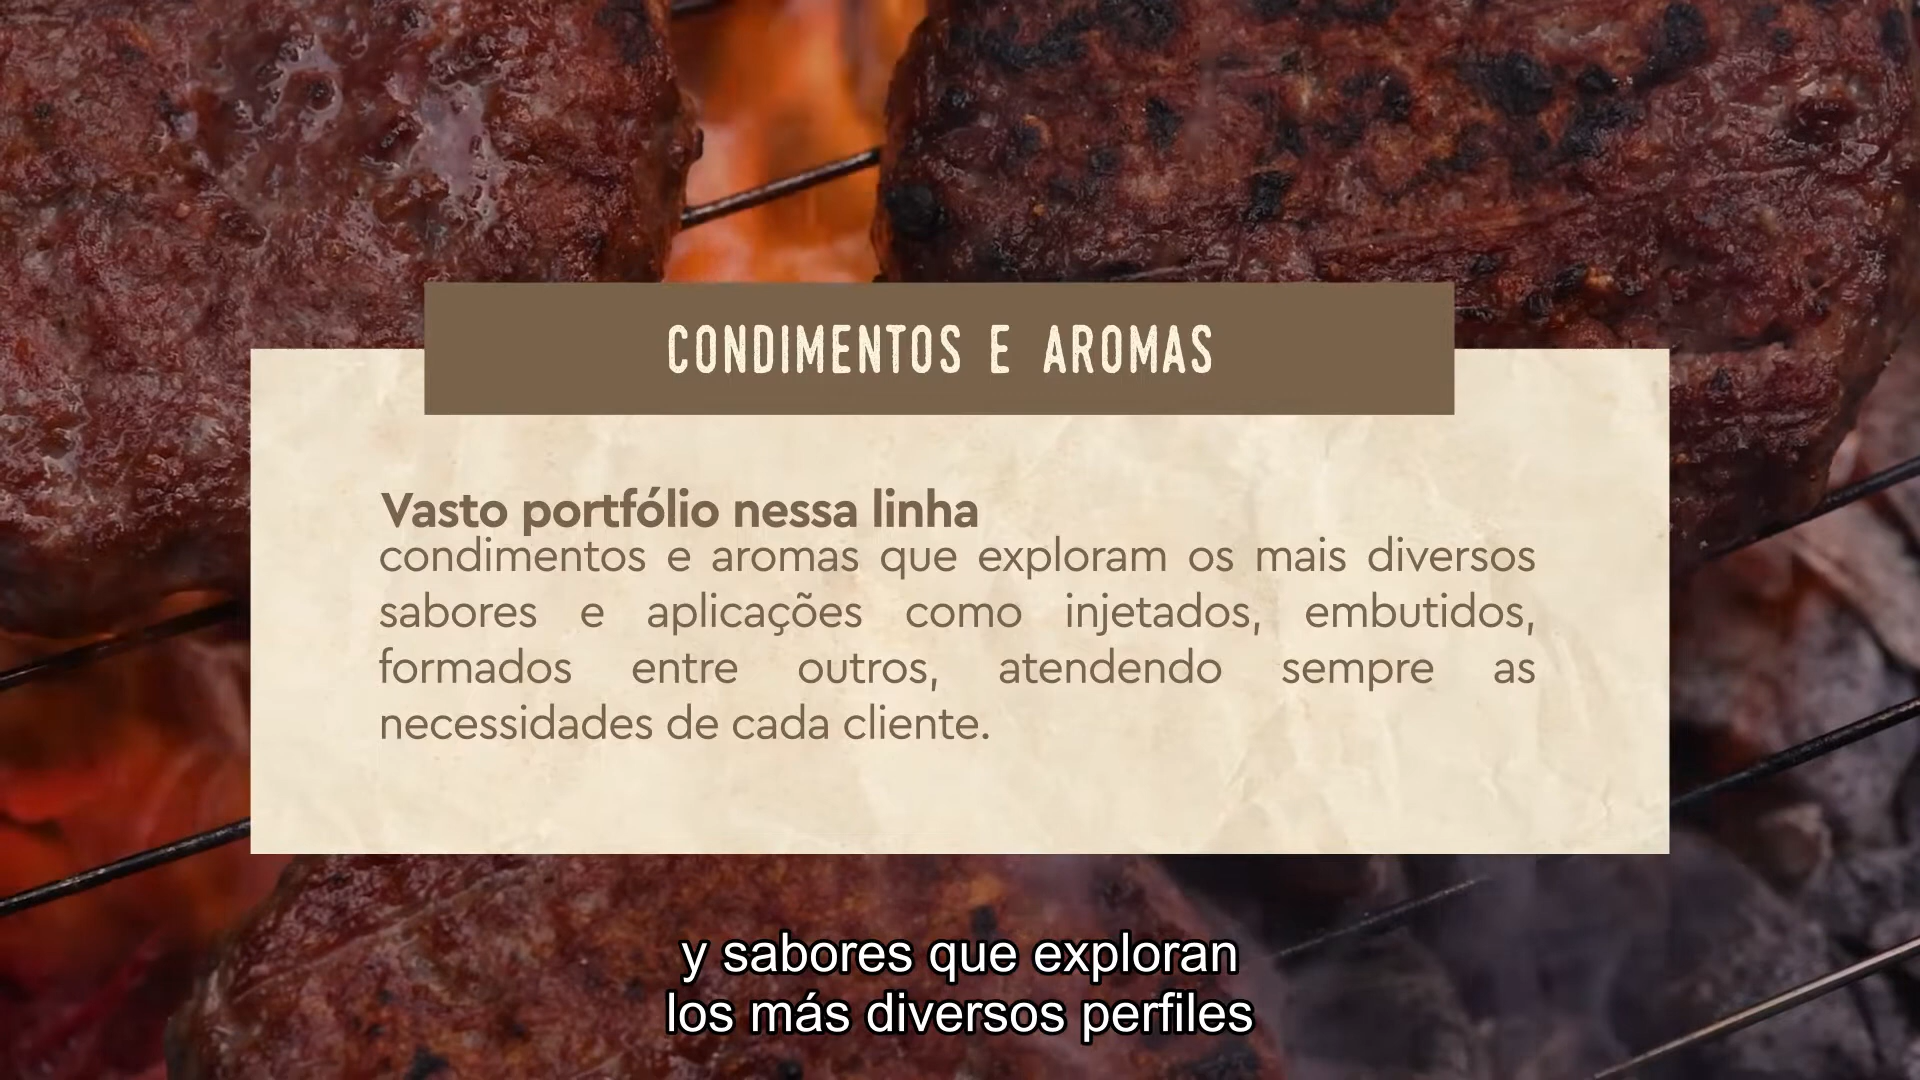 CONDIMENTOS E AROMAS
Vasto portfólio nessa linha
condimentos e aromas que exploram os mais diversos
sabores e aplicações como injetados, embutidos,
formados entre outros, atendendo sempre as
necessidades de cada cliente.
y sabores que exploran
los más diversos perfiles